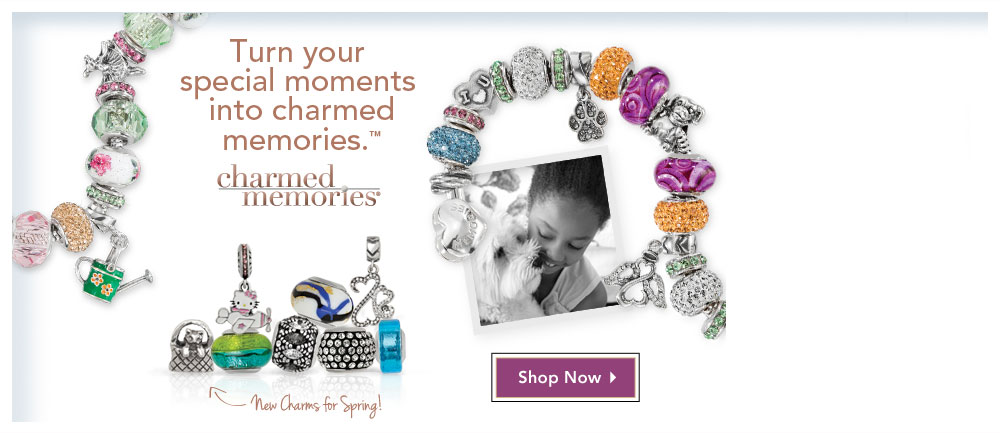 Turn your
special moments
into charmed
memories.™
charmed
memories®
I U
New Charms for Spring!
Shop Now